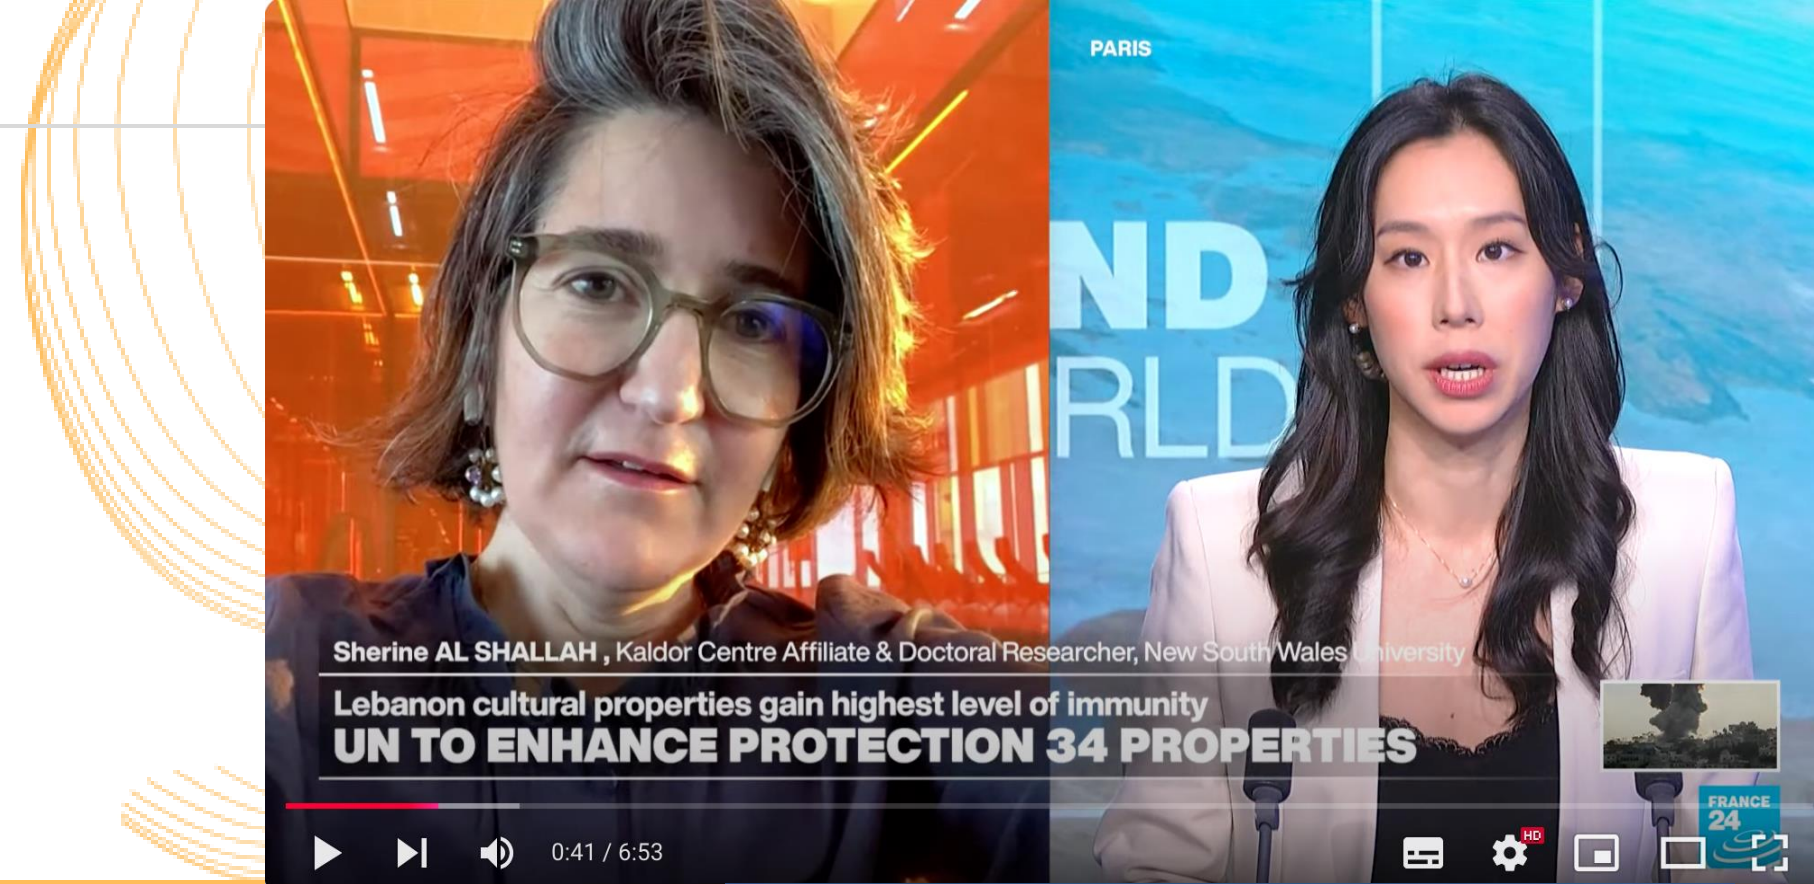 PARIS
ND
RLD
Sherine AL SHALLAH , Kaldor Centre Affiliate & Doctoral Researcher, New South Wales University
Lebanon cultural properties gain highest level of immunity
UN TO ENHANCE PROTECTION 34 PROPERTIES
FRANCE
24
0:41 / 6:53
HD